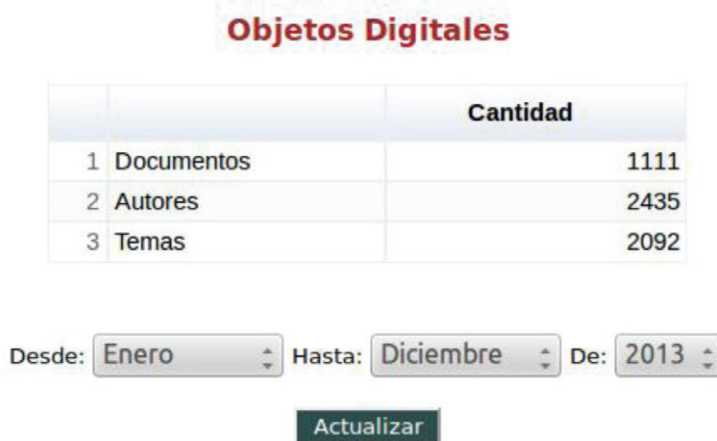 Objetos Digitales
Cantidad
1 Documentos 1111
2 Autores 2435
3 Temas 2092
Desde: Enero Hasta: Diciembre De: 2013
Actualizar